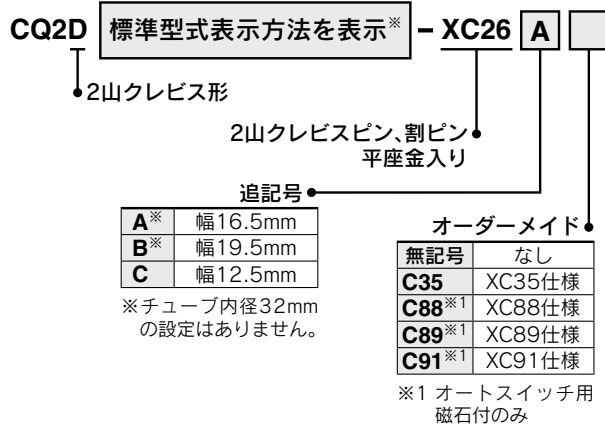 CQ2D 標準型式表示方法を表示※ – XC26 A
2山クレビス形
2山クレビスピン、割ピン
平座金入り
追記号
A※ 幅16.5mm
B※ 幅19.5mm
C 幅12.5mm
※チューブ内径32mm
の設定はありません。
オーダーメイド
無記号 なし
C35 XC35仕様
C88※1 XC88仕様
C89※1 XC89仕様
C91※1 XC91仕様
※1 オートスイッチ用
磁石付のみ